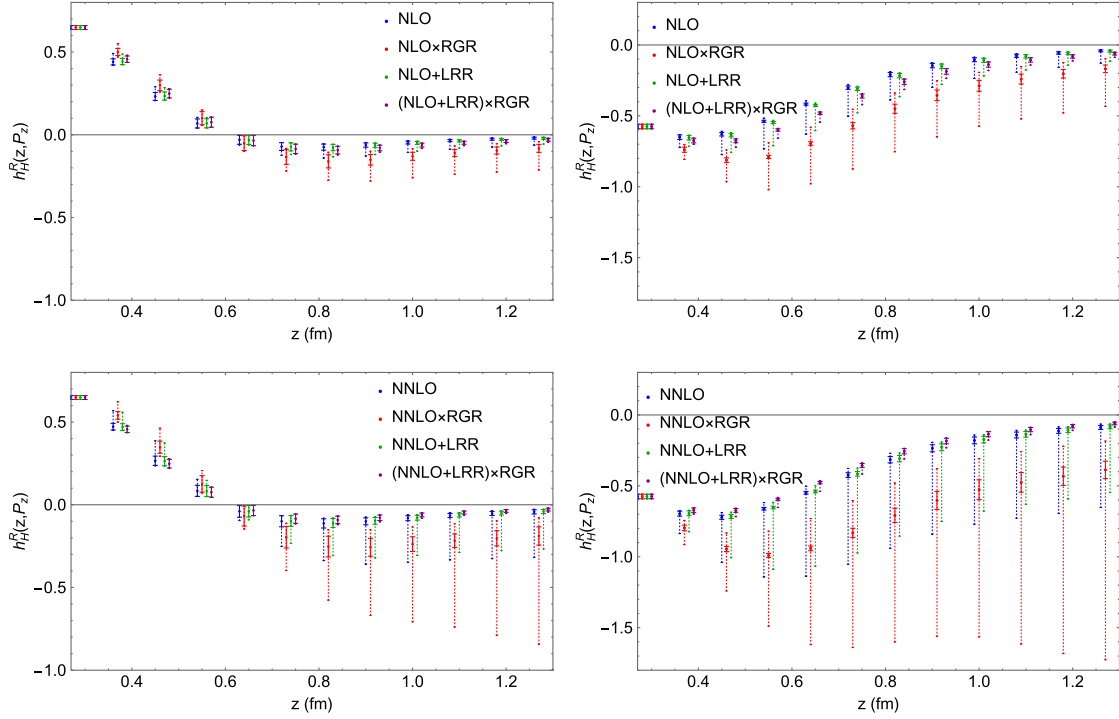 NLO
NLO×RGR
NLO+LRR
(NLO+LRR)×RGR
0.5
0.0
−0.5
−1.0
h_H^R(z,P_z)
0.4 0.6 0.8 1.0 1.2
z (fm)
NLO
NLO×RGR
NLO+LRR
(NLO+LRR)×RGR
0.0
−0.5
−1.0
−1.5
h_H^R(z,P_z)
0.4 0.6 0.8 1.0 1.2
z (fm)
NNLO
NNLO×RGR
NNLO+LRR
(NNLO+LRR)×RGR
0.5
0.0
−0.5
−1.0
h_H^R(z,P_z)
0.4 0.6 0.8 1.0 1.2
z (fm)
NNLO
NNLO×RGR
NNLO+LRR
(NNLO+LRR)×RGR
0.0
−0.5
−1.0
−1.5
h_H^R(z,P_z)
0.4 0.6 0.8 1.0 1.2
z (fm)